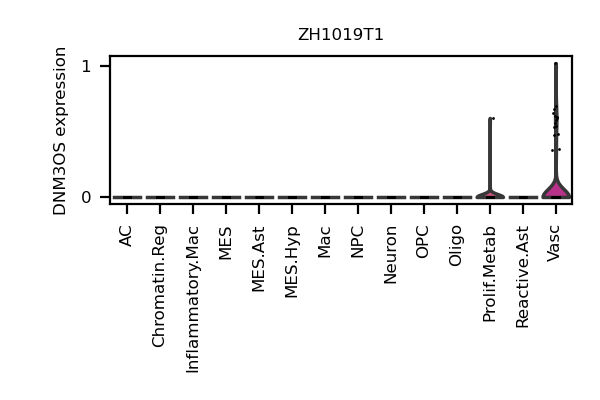 ZH1019T1
DNM3OS expression
1
0
AC
Chromatin.Reg
Inflammatory.Mac
MES
MES.Ast
MES.Hyp
Mac
NPC
Neuron
OPC
Oligo
Prolif.Metab
Reactive.Ast
Vasc